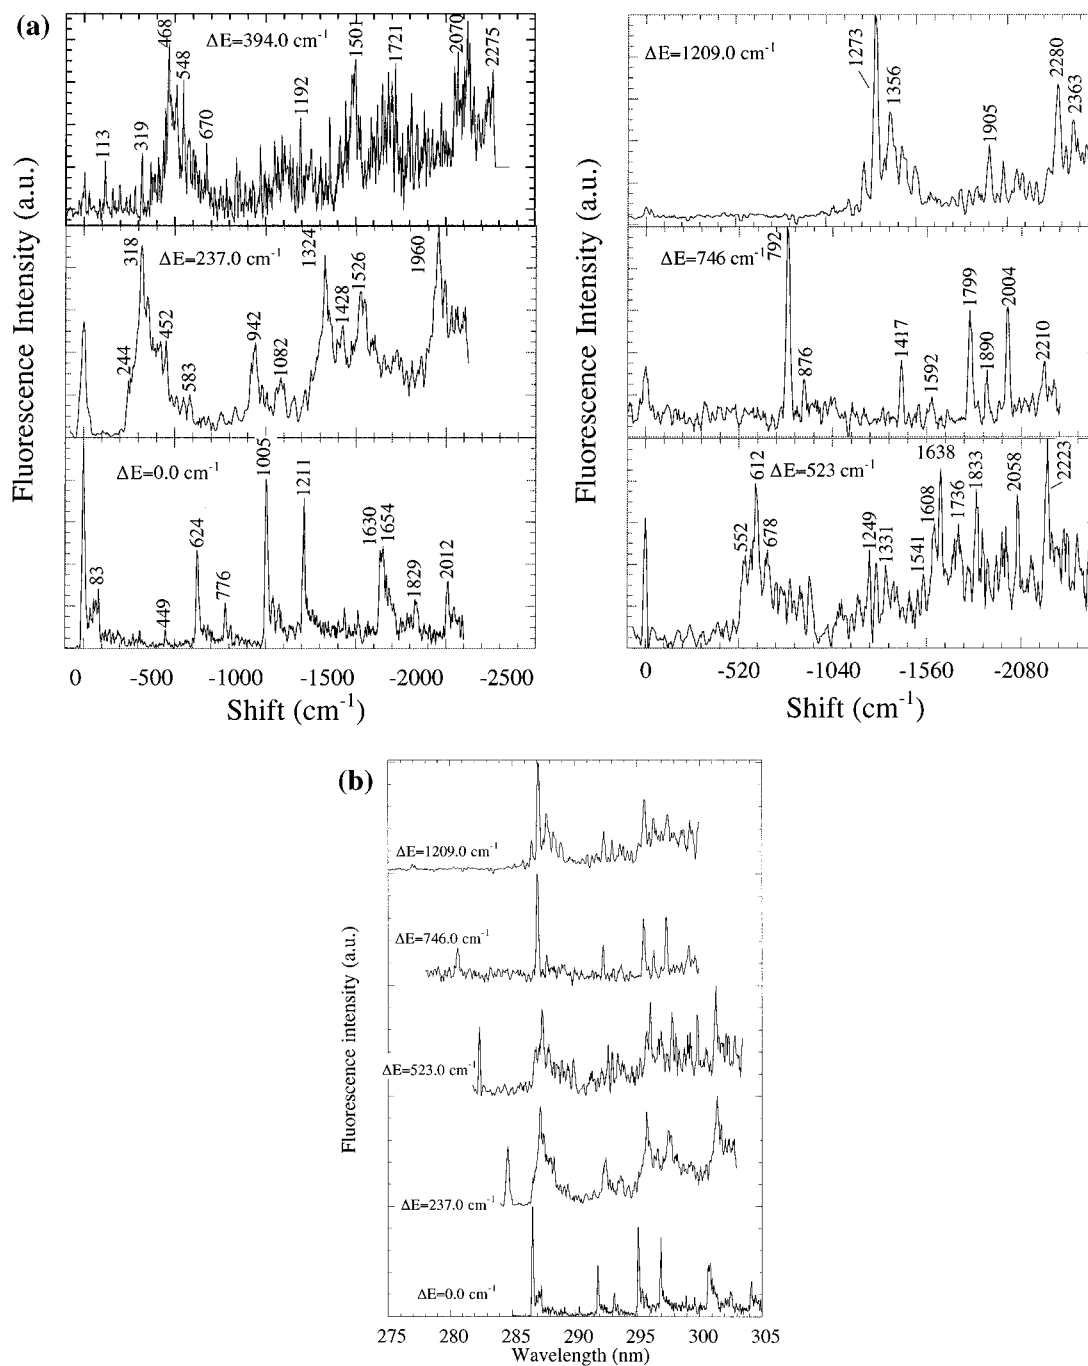 (a)
ΔE=394.0 cm⁻¹
113
319
468
548
670
1192
1501
1721
2070
2275
ΔE=237.0 cm⁻¹
244
318
452
583
942
1082
1324
1428
1526
1960
ΔE=0.0 cm⁻¹
83
449
624
776
1005
1211
1630
1654
1829
2012
Fluorescence Intensity (a.u.)
0 -500 -1000 -1500 -2000 -2500
Shift (cm⁻¹)
ΔE=1209.0 cm⁻¹
1273
1356
1905
2280
2363
ΔE=746 cm⁻¹
792
876
1417
1592
1799
1890
2004
2210
ΔE=523 cm⁻¹
552
612
678
1249
1331
1541
1608
1638
1736
1833
2058
2223
Fluorescence Intensity (a.u.)
0 -520 -1040 -1560 -2080
Shift (cm⁻¹)
(b)
ΔE=1209.0 cm⁻¹
ΔE=746.0 cm⁻¹
ΔE=523.0 cm⁻¹
ΔE=237.0 cm⁻¹
ΔE=0.0 cm⁻¹
Fluorescence intensity (a.u.)
275 280 285 290 295 300 305
Wavelength (nm)